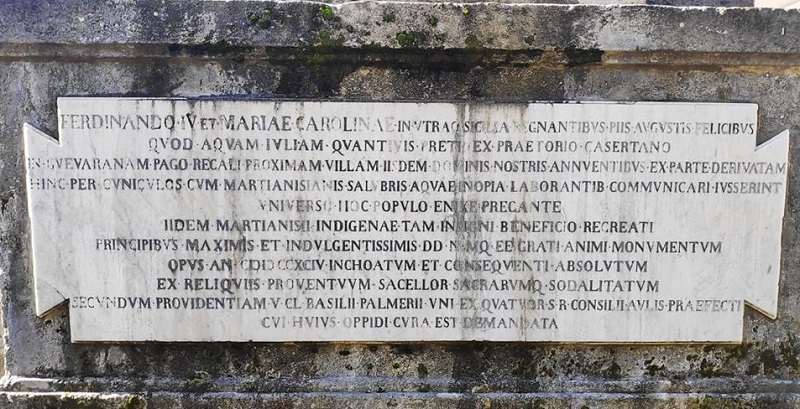 FERDINANDO·IV·ET·MARIAE·CAROLINAE·IN·VTRAQ·SICILIA·REGNANTIBVS·PIIS·AVGVSTIS·FELICIBVS
QVOD·AQVAM·IVLIAM·QVANTIVIS·PRETII·EX·PRAETORIO·CASERTANO
IN·GVEVARANAM·PAGO·RECALI·PROXIMAM·VILLAM·IISDEM·DOMINIS·NOSTRIS·ANNVENTIBVS·EX·PARTE·DERIVATAM
HINC·PER·CVNICVLOS·CVM·MARTIANISIANIS·SALVBRIS·AQVAE·INOPIA·LABORANTIB·COMMVNICARI·IVSSERINT
VNIVERSO·HOC·POPVLO·ENIXE·PRECANTE
IIDEM·MARTIANISII·INDIGENAE·TAM·INSIGNI·BENEFICIO·RECREATI
PRINCIPIBVS·MAXIMIS·ET·INDVLGENTISSIMIS·DD·N·MQ·EE·GRATI·ANIMI·MONVMENTVM
OPVS·AN·CIƆIƆCCXCIV·INCHOATVM·ET·CONSEQVENTI·ABSOLVTVM
EX·RELIQVIIS·PROVENTVVM·SACELLOR·SACRARVMQ·SODALITATVM
SECVNDVM·PROVIDENTIAM·V·CL·BASILII·PALMERII·VNI·EX·QVATVOR·S·R·CONSILII·AVLIS·PRAEFECTI
CVI·HVIVS·OPPIDI·CVRA·EST·DEMANDATA